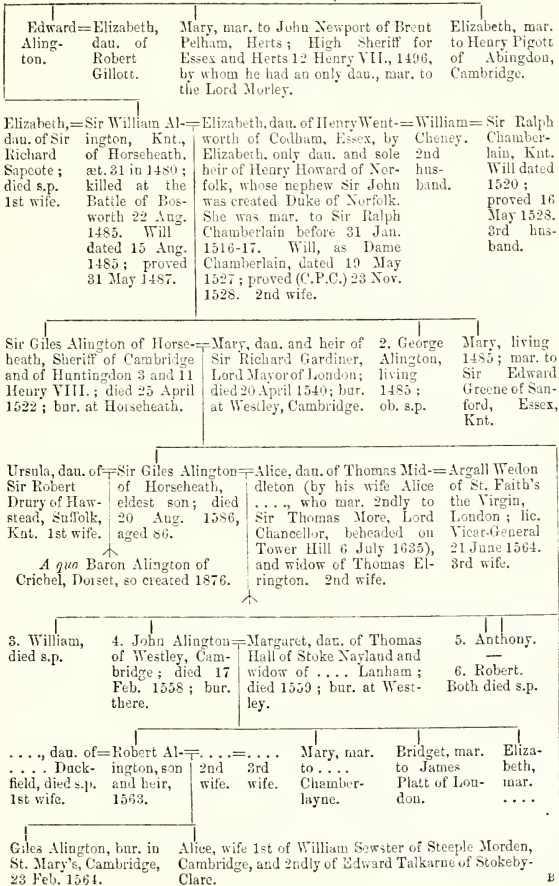 Edward=Elizabeth,
Aling- dau. of
ton. Robert
Gillott.
Mary, mar. to John Newport of Brent
Pelham, Herts; High Sheriff for
Essex and Herts 12 Henry VII., 1496,
by whom he had an only dau., mar. to
the Lord Morley.
Elizabeth, mar.
to Henry Pigott
of Abingdon,
Cambridge.
Elizabeth,=
dau. of Sir
Richard
Sapcote;
died s.p.
1st wife.
Sir William Al-
ington, Knt.,
of Horseheath,
æt. 31 in 1480;
killed at the
Battle of Bos-
worth 22 Aug.
1485. Will
dated 15 Aug.
1485; proved
31 May 1487.
=Elizabeth, dau. of Henry Went-
worth of Codham, Essex, by
Elizabeth, only dau. and sole
heir of Henry Howard of Nor-
folk, whose nephew Sir John
was created Duke of Norfolk.
She was mar. to Sir Ralph
Chamberlain before 31 Jan.
1516-17. Will, as Dame
Chamberlain, dated 19 May
1527; proved (C.P.C.) 23 Nov.
1528. 2nd wife.
=William=
Cheney.
2nd
hus-
band.
Sir Ralph
Chamber-
lain, Knt.
Will dated
1520;
proved 16
May 1528.
3rd hus-
band.
Sir Giles Alington of Horse-=
heath, Sheriff of Cambridge
and of Huntingdon 3 and 11
Henry VIII.; died 25 April
1522; bur. at Horseheath.
Mary, dau. and heir of
Sir Richard Gardiner,
Lord Mayor of London;
died 20 April 1540; bur.
at Westley, Cambridge.
2. George
Alington,
living
1485;
ob. s.p.
Mary, living
1485; mar. to
Sir Edward
Greene of San-
ford, Essex,
Knt.
Ursula, dau. of=
Sir Robert
Drury of Haw-
stead, Suffolk,
Knt. 1st wife.
Sir Giles Alington=
of Horseheath,
eldest son; died
20 Aug. 1586,
aged 86.
A quo Baron Alington of
Crichel, Dorset, so created 1876.
Alice, dau. of Thomas Mid-=
dleton (by his wife Alice
. . . ., who mar. 2ndly to
Sir Thomas More, Lord
Chancellor, beheaded on
Tower Hill 6 July 1635),
and widow of Thomas El-
rington. 2nd wife.
Argall Wedon
of St. Faith's
the Virgin,
London; lic.
Vicar-General
21 June 1564.
3rd wife.
3. William,
died s.p.
4. John Alington=
of Westley, Cam-
bridge; died 17
Feb. 1558; bur.
there.
Margaret, dau. of Thomas
Hall of Stoke Nayland and
widow of . . . . Lanham;
died 1559; bur. at West-
ley.
5. Anthony.
—
6. Robert.
Both died s.p.
. . . ., dau. of=
. . . . Duck-
field, died s.p.
1st wife.
Robert Al-=
ington, son
and heir,
1563.
. . . .=
2nd
wife.
. . . .
3rd
wife.
Mary, mar.
to . . . .
Chamber-
layne.
Bridget, mar.
to James
Platt of Lon-
don.
Eliza-
beth,
mar.
. . . .
Giles Alington, bur. in
St. Mary's, Cambridge,
23 Feb. 1564.
Alice, wife 1st of William Sewster of Steeple Morden,
Cambridge, and 2ndly of Edward Talkarne of Stokeby-
Clare.
B